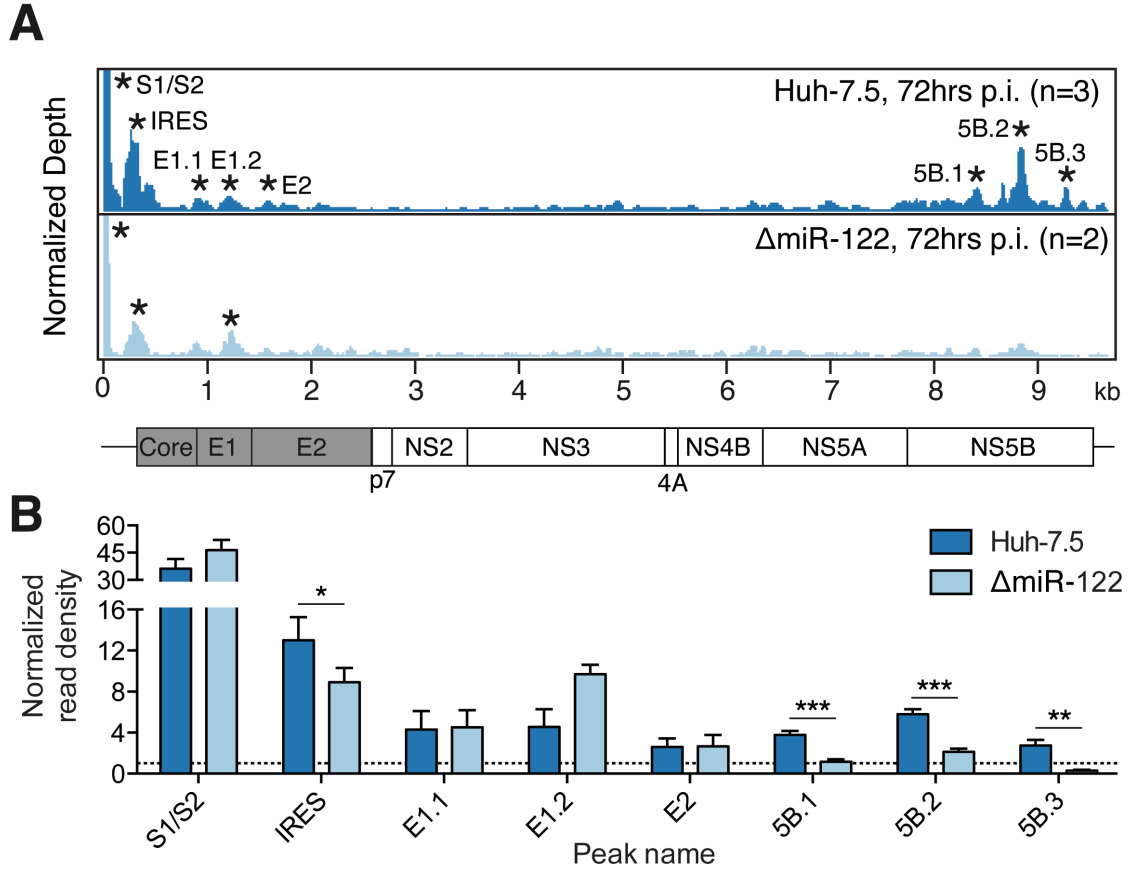 A
Normalized Depth
* S1/S2
Huh-7.5, 72hrs p.i. (n=3)
* IRES
5B.2 *
E1.1 E1.2
5B.3
* * * E2
5B.1 * *
ΔmiR-122, 72hrs p.i. (n=2)
*
* *
0 1 2 3 4 5 6 7 8 9 kb
Core E1 E2 NS2 NS3 NS4B NS5A NS5B
p7 4A
B
Normalized
read density
60
45
30
16
12
8
4
0
Huh-7.5
ΔmiR-122
* *** *** **
S1/S2 IRES E1.1 E1.2 E2 5B.1 5B.2 5B.3
Peak name